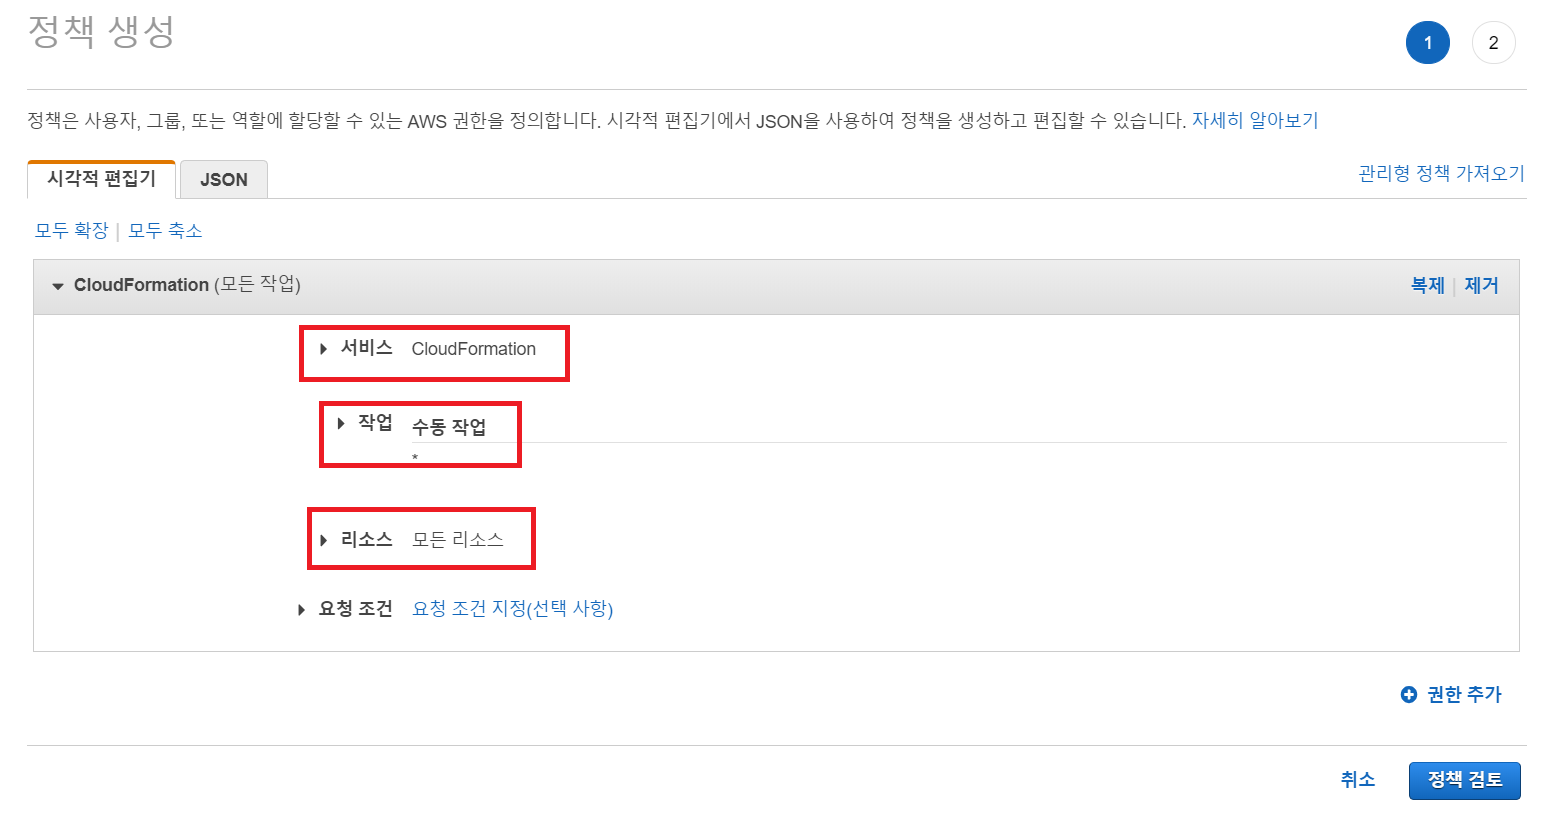 정책 생성
1 2
정책은 사용자, 그룹, 또는 역할에 할당할 수 있는 AWS 권한을 정의합니다. 시각적 편집기에서 JSON을 사용하여 정책을 생성하고 편집할 수 있습니다. 자세히 알아보기
시각적 편집기 JSON 관리형 정책 가져오기
모두 확장 | 모두 축소
CloudFormation (모든 작업) 복제 | 제거
서비스 CloudFormation
작업 수동 작업
*
리소스 모든 리소스
요청 조건 요청 조건 지정(선택 사항)
권한 추가
취소 정책 검토